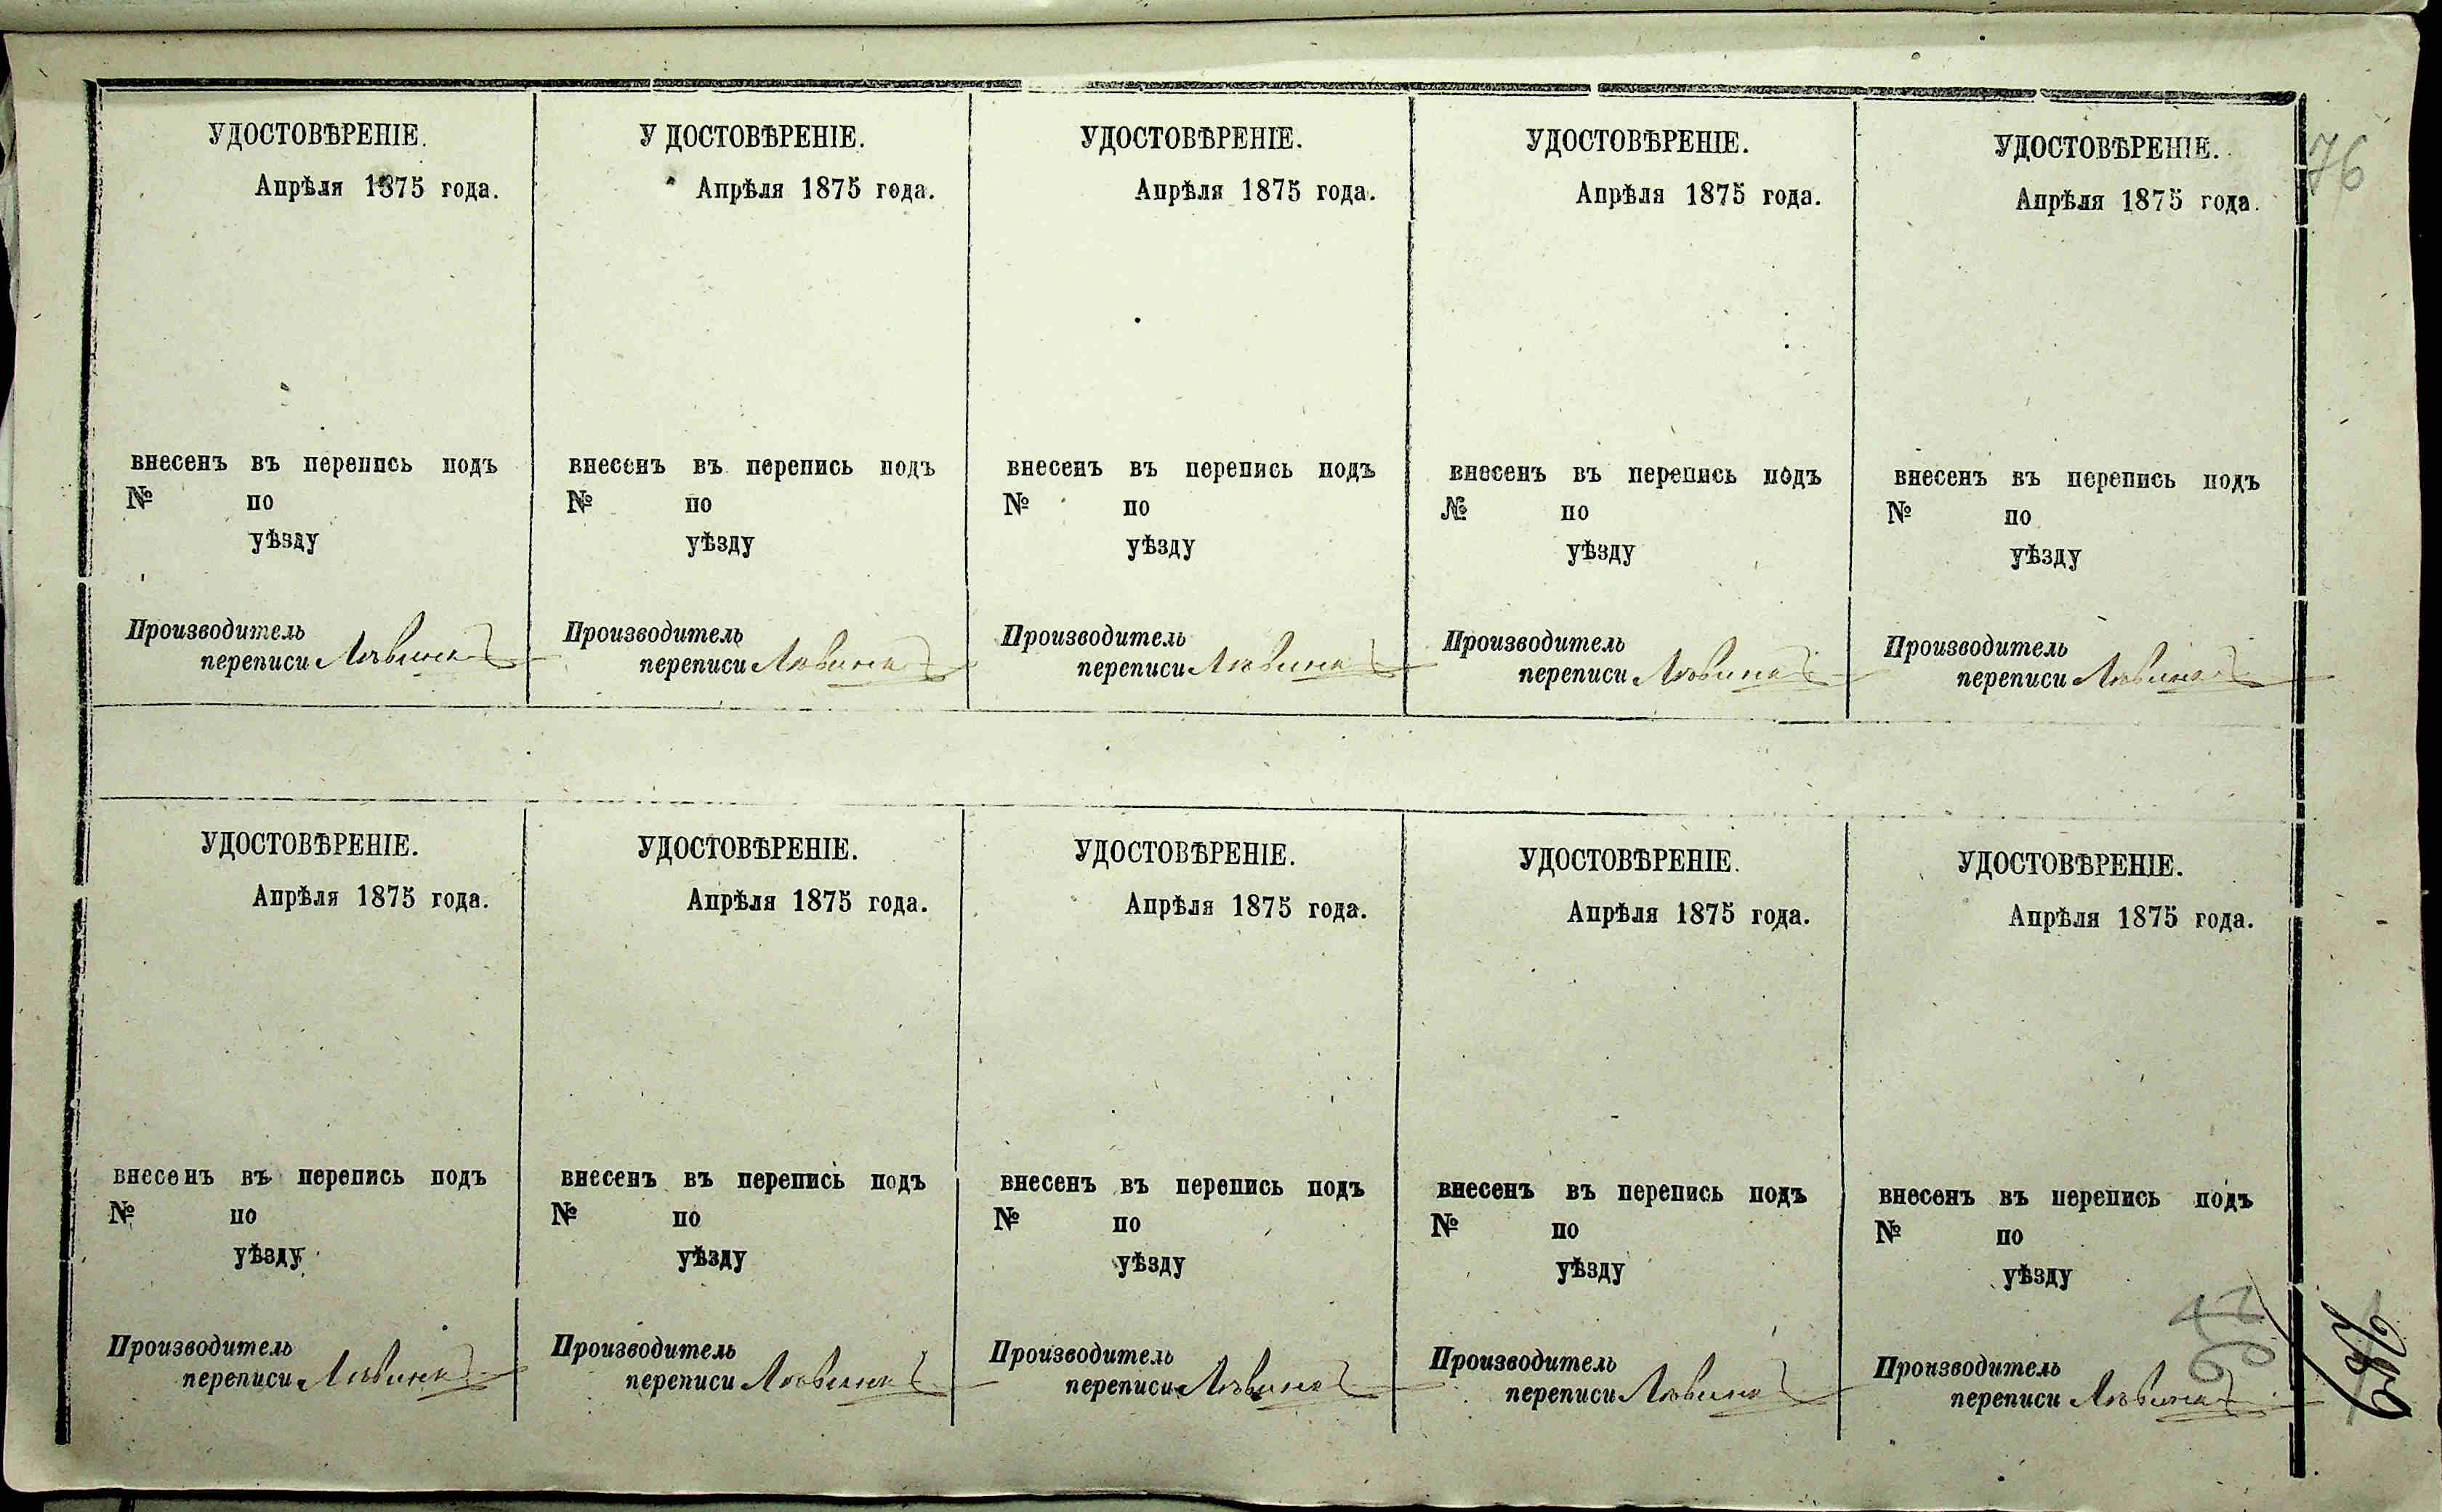 76
УДОСТОВѢРЕНІЕ.
Апрѣля 1875 года.
внесенъ въ перепись подъ
№ по
уѣзду
Производитель
переписи
УДОСТОВѢРЕНІЕ.
Апрѣля 1875 года.
внесенъ въ перепись подъ
№ по
уѣзду
Производитель
переписи
УДОСТОВѢРЕНІЕ.
Апрѣля 1875 года.
внесенъ въ перепись подъ
№ по
уѣзду
Производитель
переписи
УДОСТОВѢРЕНІЕ.
Апрѣля 1875 года.
внесенъ въ перепись подъ
№ по
уѣзду
Производитель
переписи
УДОСТОВѢРЕНІЕ.
Апрѣля 1875 года.
внесенъ въ перепись подъ
№ по
уѣзду
Производитель
переписи
УДОСТОВѢРЕНІЕ.
Апрѣля 1875 года.
внесенъ въ перепись подъ
№ по
уѣзду
Производитель
переписи
УДОСТОВѢРЕНІЕ.
Апрѣля 1875 года.
внесенъ въ перепись подъ
№ по
уѣзду
Производитель
переписи
УДОСТОВѢРЕНІЕ.
Апрѣля 1875 года.
внесенъ въ перепись подъ
№ по
уѣзду
Производитель
переписи
УДОСТОВѢРЕНІЕ.
Апрѣля 1875 года.
внесенъ въ перепись подъ
№ по
уѣзду
Производитель
переписи
УДОСТОВѢРЕНІЕ.
Апрѣля 1875 года.
внесенъ въ перепись подъ
№ по
уѣзду
Производитель
переписи